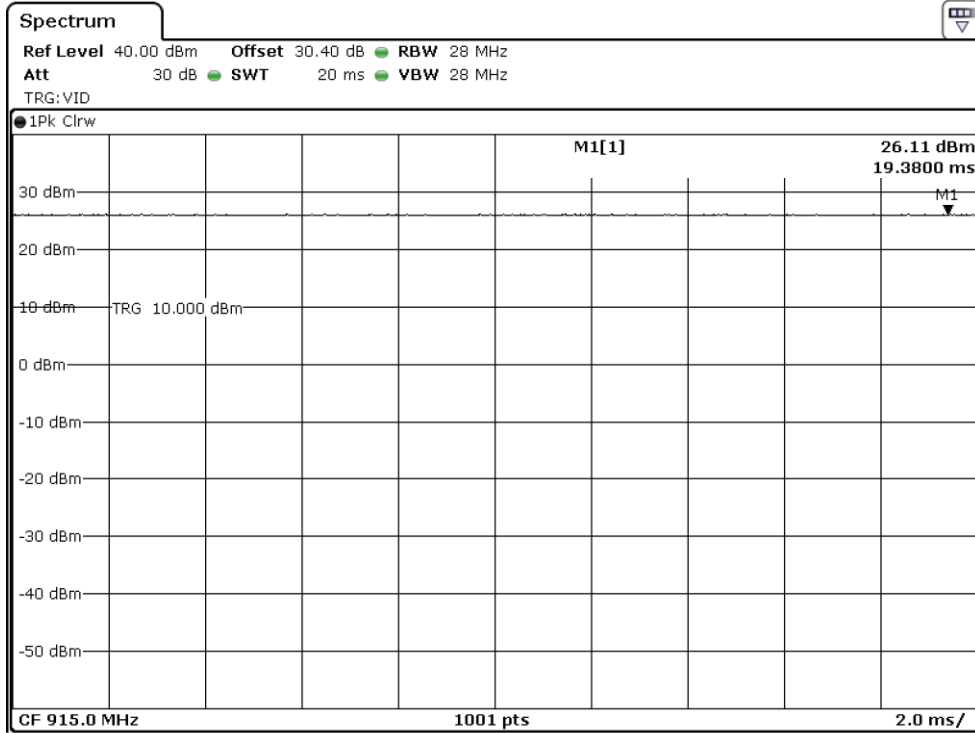 Spectrum
Ref Level 40.00 dBm Offset 30.40 dB RBW 28 MHz
Att 30 dB SWT 20 ms VBW 28 MHz
TRG:VID
1Pk Clrw
M1[1] 26.11 dBm
19.3800 ms
30 dBm
M1
20 dBm
10 dBm TRG 10.000 dBm
0 dBm
-10 dBm
-20 dBm
-30 dBm
-40 dBm
-50 dBm
CF 915.0 MHz 1001 pts 2.0 ms/